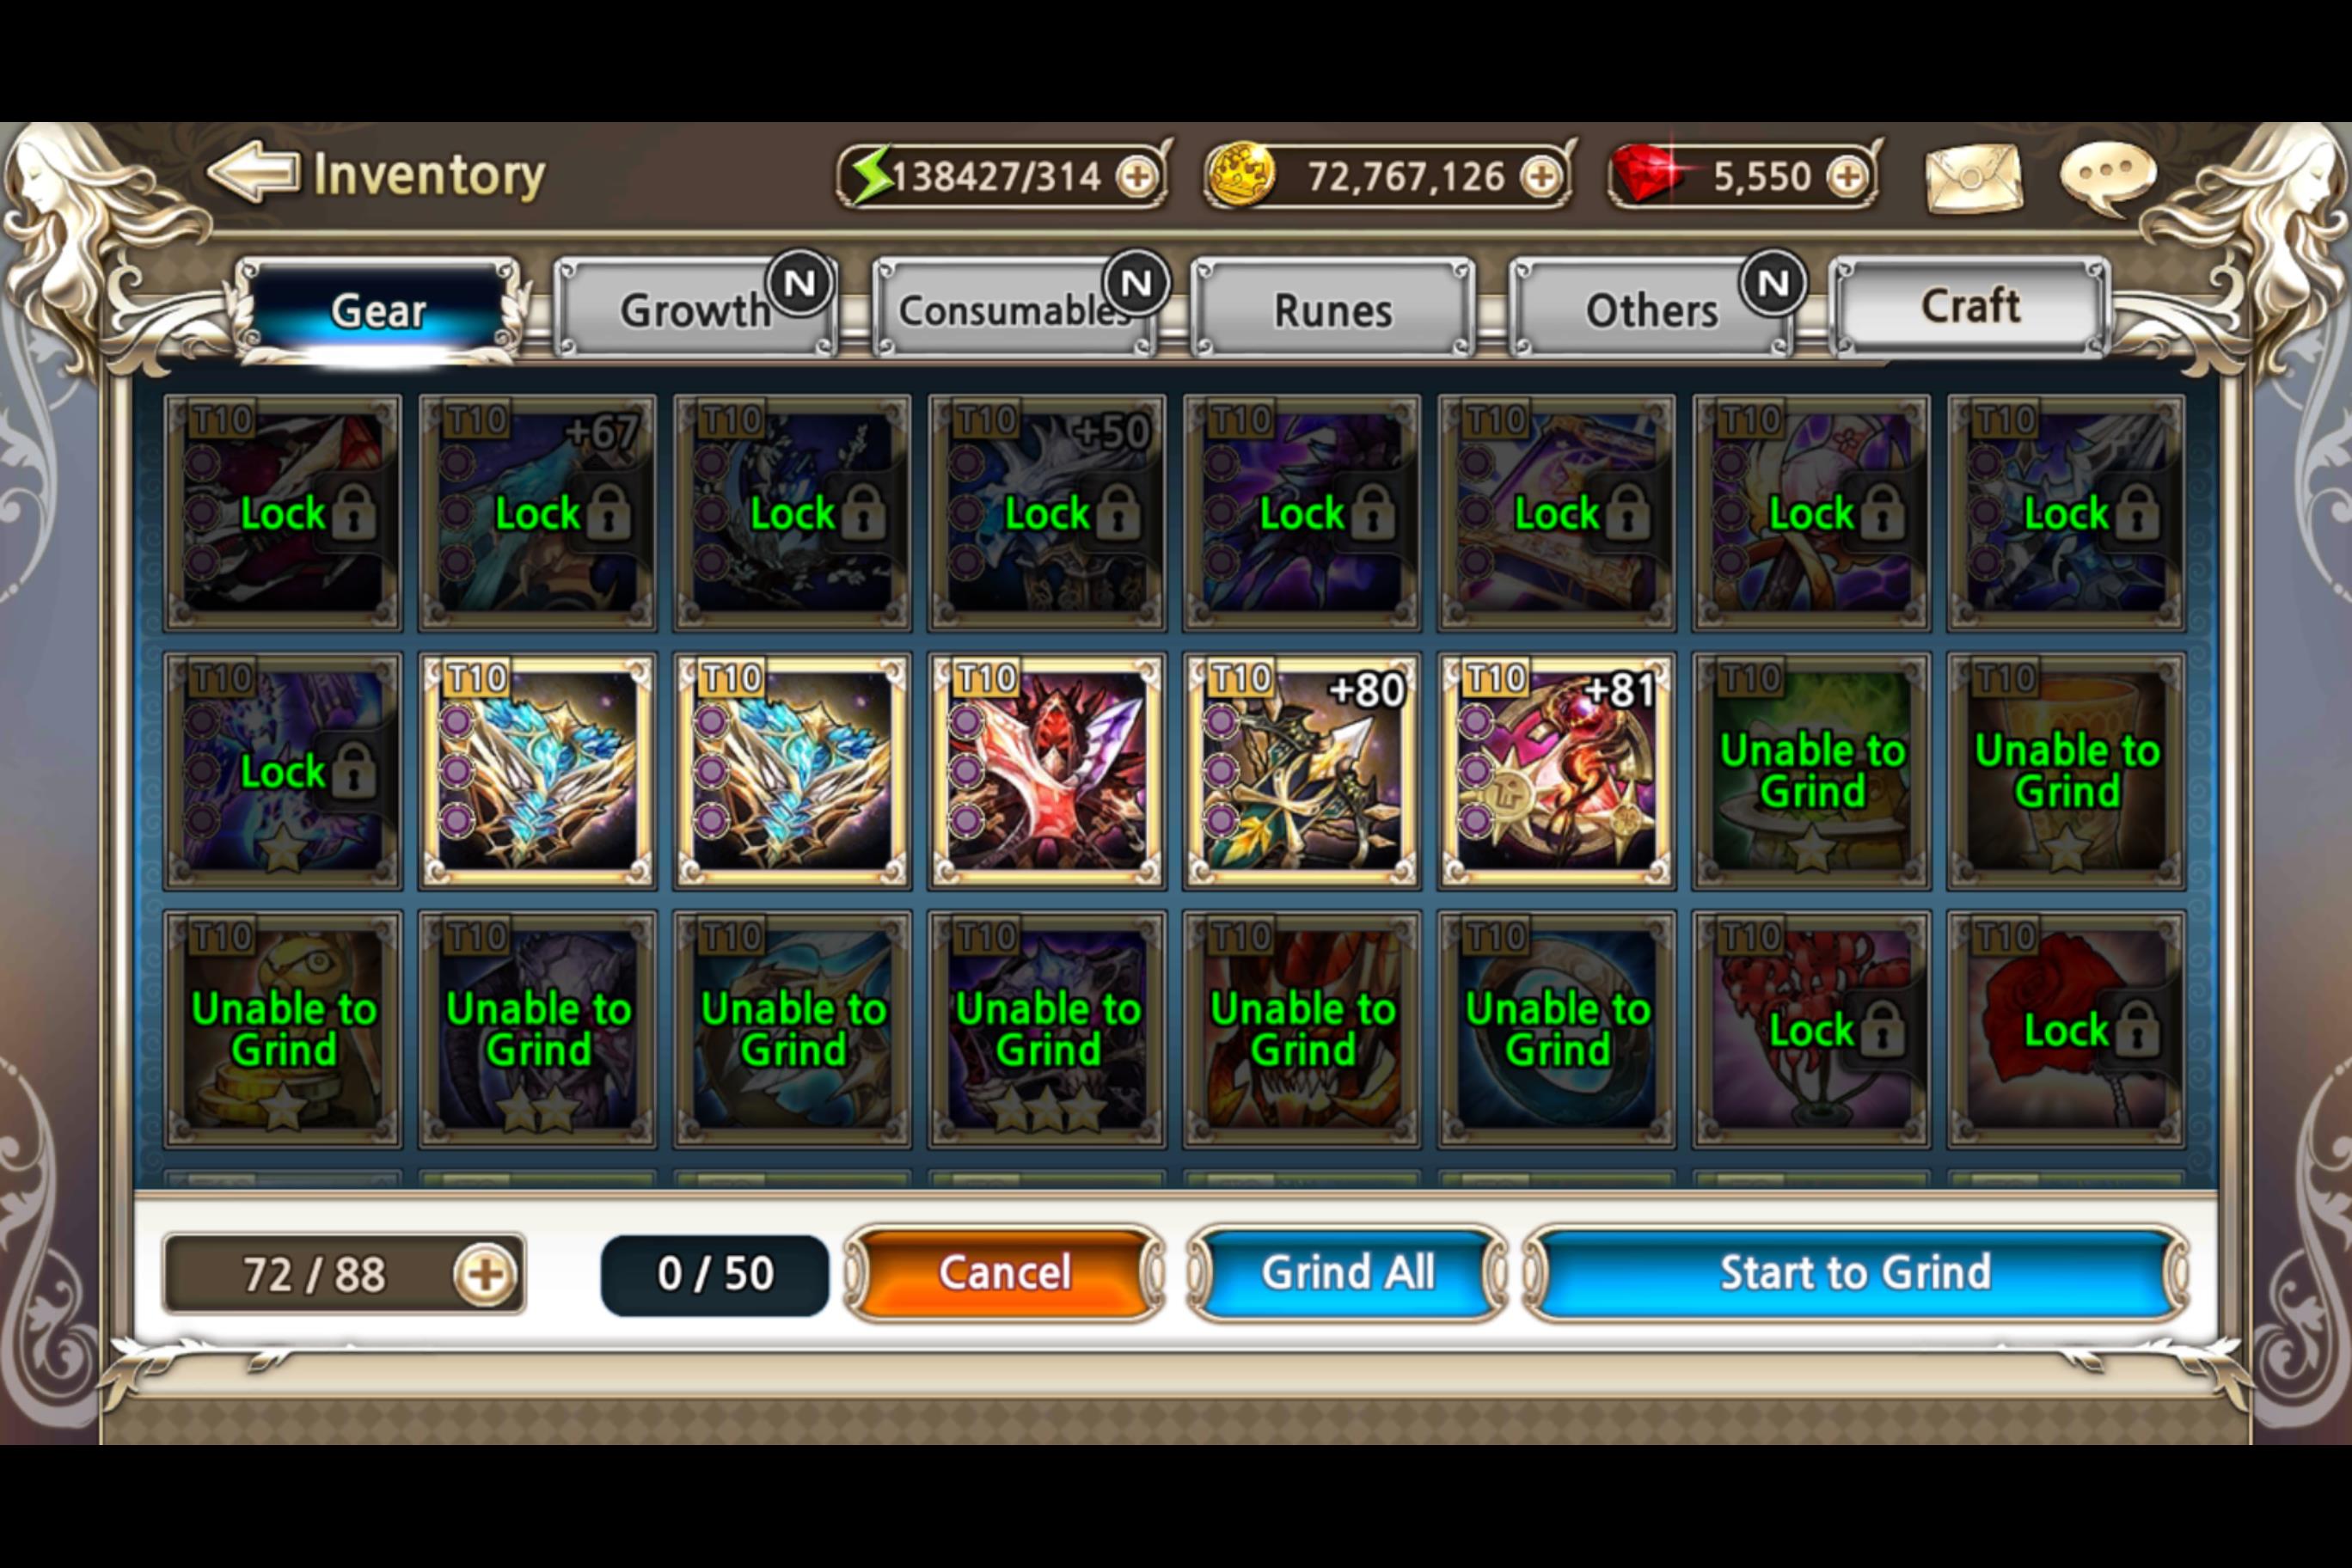 Inventory 138427/314 72,767,126 5,550
Gear Growth N Consumables N Runes Others N Craft
T10 T10 +67 T10 T10 +50 T10 T10 T10 T10
Lock Lock Lock Lock Lock Lock Lock Lock
T10 T10 T10 T10 T10 +80 T10 +81 T10 T10
Lock Unable to Unable to
Grind Grind
T10 T10 T10 T10 T10 T10 T10 T10
Unable to Unable to Unable to Unable to Unable to Unable to Lock Lock
Grind Grind Grind Grind Grind Grind
72 / 88 0 / 50 Cancel Grind All Start to Grind